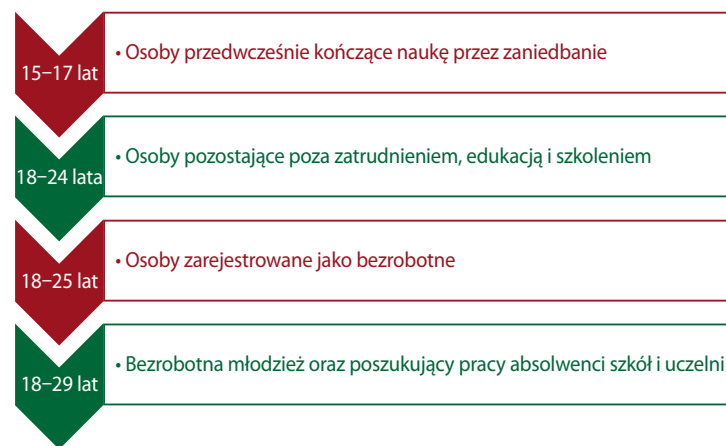 15–17 lat
• Osoby przedwcześnie kończące naukę przez zaniedbanie
18–24 lata
• Osoby pozostające poza zatrudnieniem, edukacją i szkoleniem
18–25 lat
• Osoby zarejestrowane jako bezrobotne
18–29 lat
• Bezrobotna młodzież oraz poszukujący pracy absolwenci szkół i uczelni